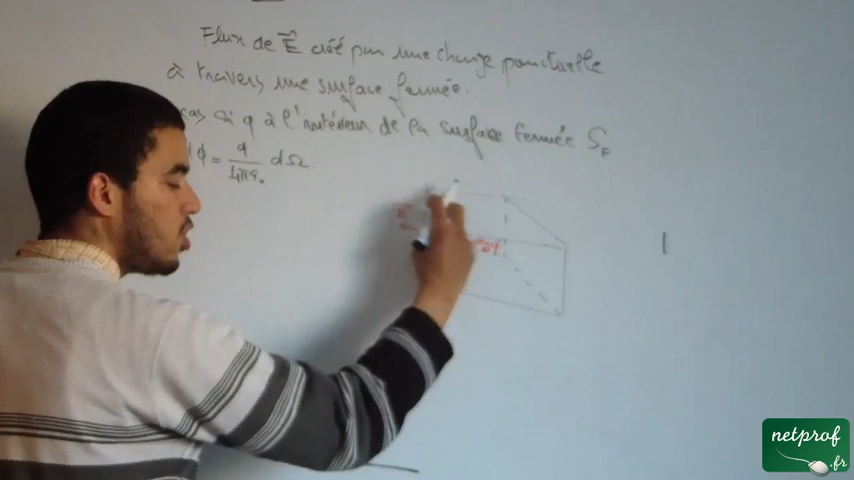 Flux de E⃗ créé par une charge ponctuelle
à travers une surface fermée.
cas où q à l'intérieur de la surface fermée S_F
dϕ = q / 4πε₀ dΩ.
netprof
.fr